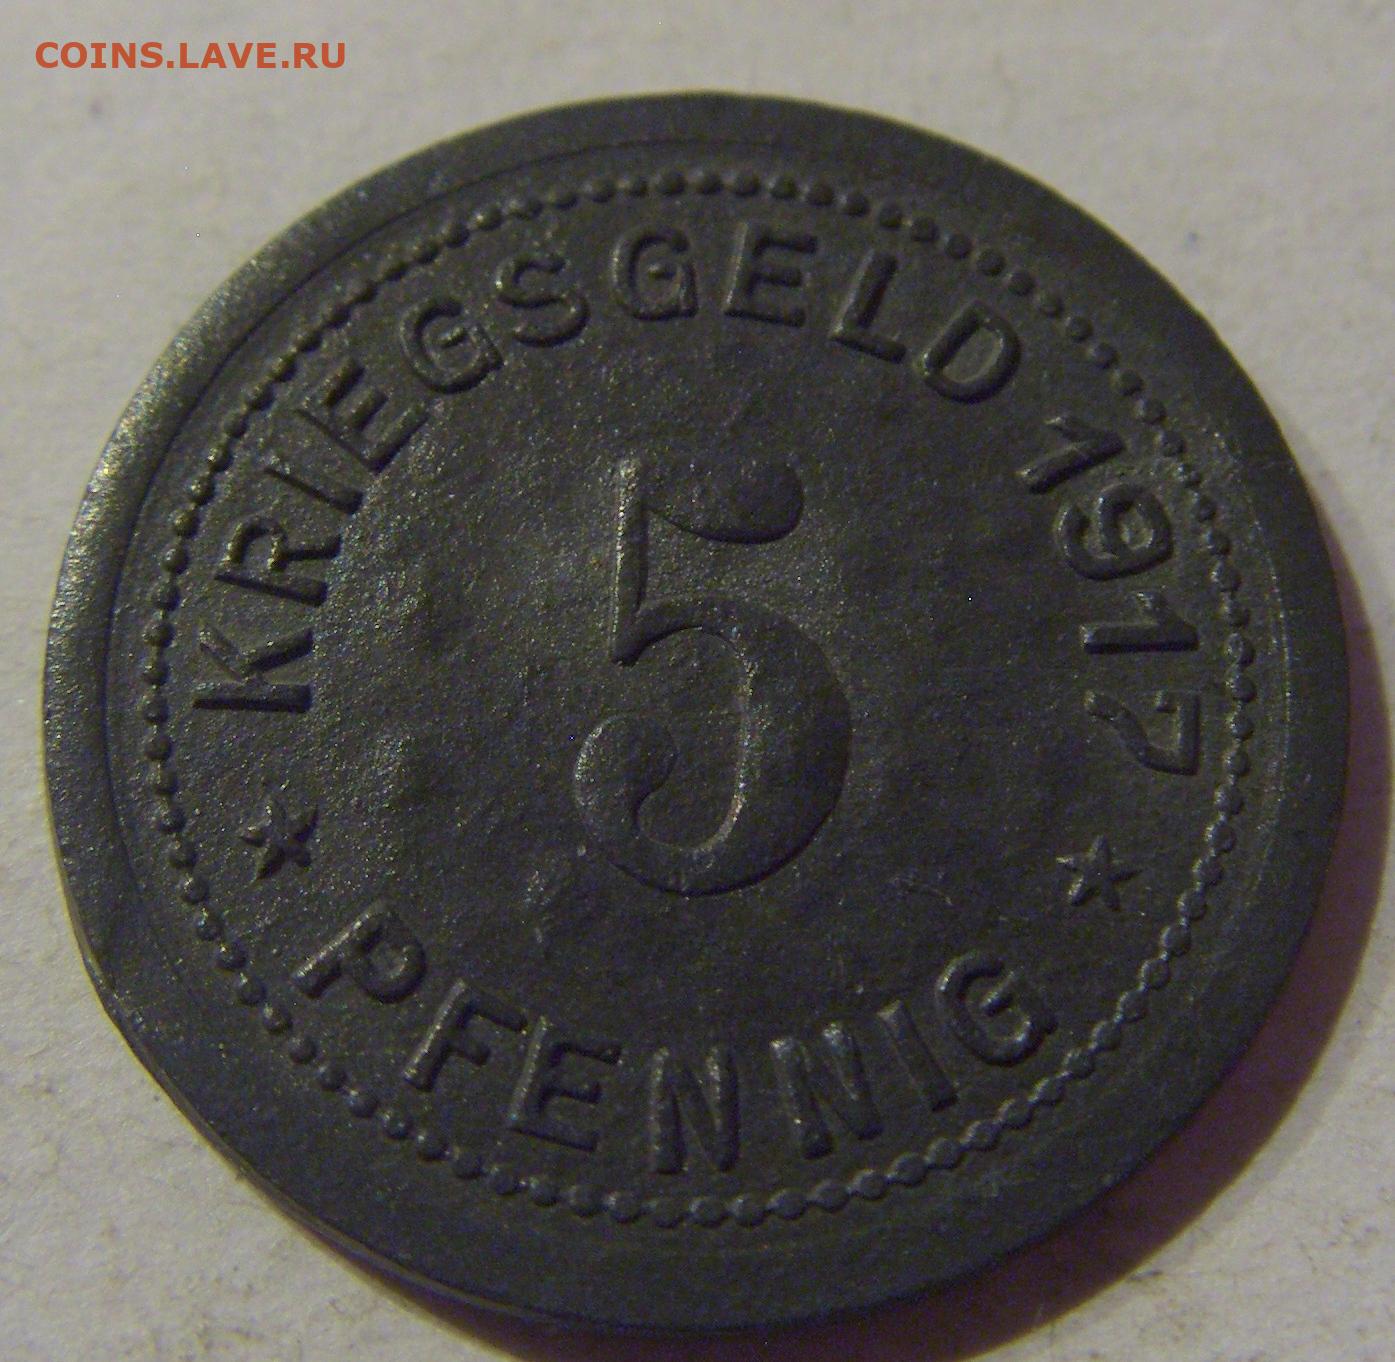 COINS.LAVE.RU
KRIEGSGELD 1917
5
PFENNIG